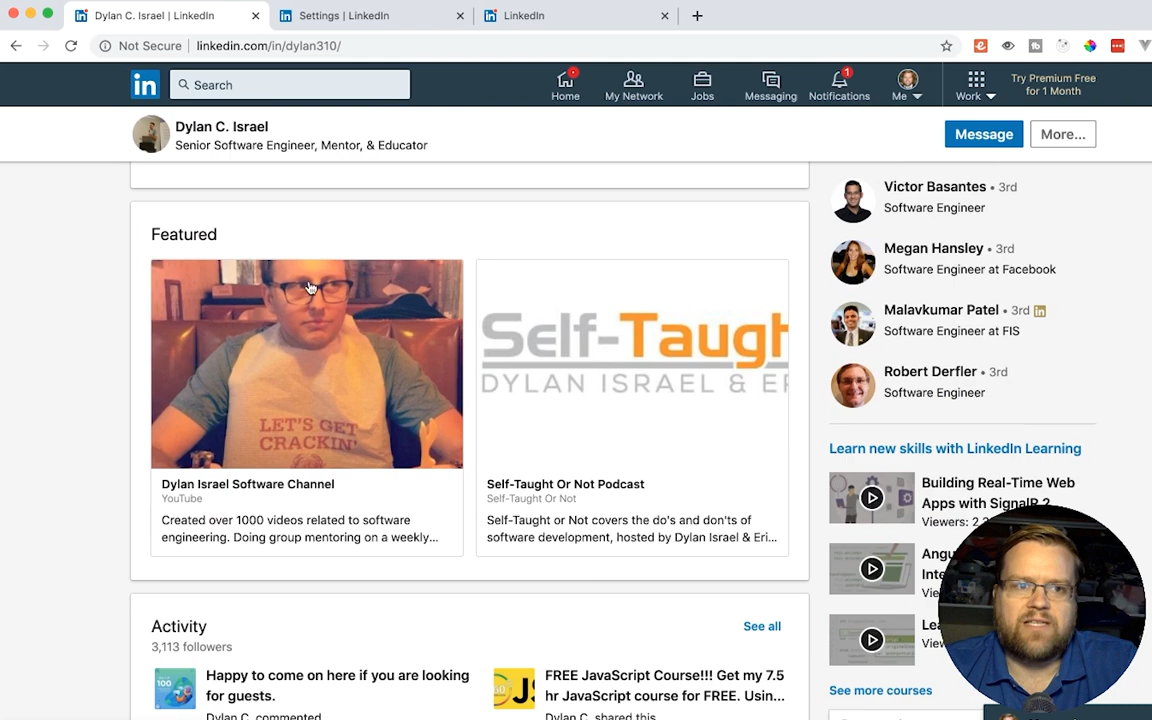 Dylan C. Israel | LinkedIn
Settings | LinkedIn
LinkedIn
Not Secure
linkedin.com/in/dylan310/
in
Search
Home
My Network
Jobs
Messaging
1
Notifications
Me
Work
Try Premium Free
for 1 Month
Dylan C. Israel
Senior Software Engineer, Mentor, & Educator
Message
More...
Featured
LET'S GET
CRACKIN'
Dylan Israel Software Channel
YouTube
Created over 1000 videos related to software
engineering. Doing group mentoring on a weekly...
Self-Taugh
DYLAN ISRAEL &
Self-Taught Or Not Podcast
Self-Taught Or Not
Self-Taught or Not covers the do's and don'ts of
software development, hosted by Dylan Israel & Eri...
Activity
3,113 followers
See all
Happy to come on here if you are looking
for guests.
Dylan C. commented
FREE JavaScript Course!!! Get my 7.5
hr JavaScript course for FREE. Usin...
Dylan C. shared this
Victor Basantes • 3rd
Software Engineer
Megan Hansley • 3rd
Software Engineer at Facebook
Malavkumar Patel • 3rd in
Software Engineer at FIS
Robert Derfler • 3rd
Software Engineer
Learn new skills with LinkedIn Learning
Building Real-Time Web
Apps with SignalR 2
Viewers:
See more courses